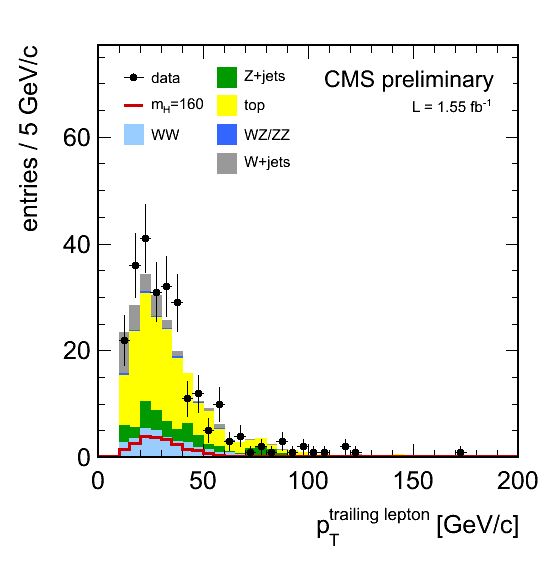 CMS preliminary
L = 1.55 fb⁻¹
data
m_H=160
WW
Z+jets
top
WZ/ZZ
W+jets
entries / 5 GeV/c
60
40
20
0
0 50 100 150 200
p_T^trailing lepton [GeV/c]